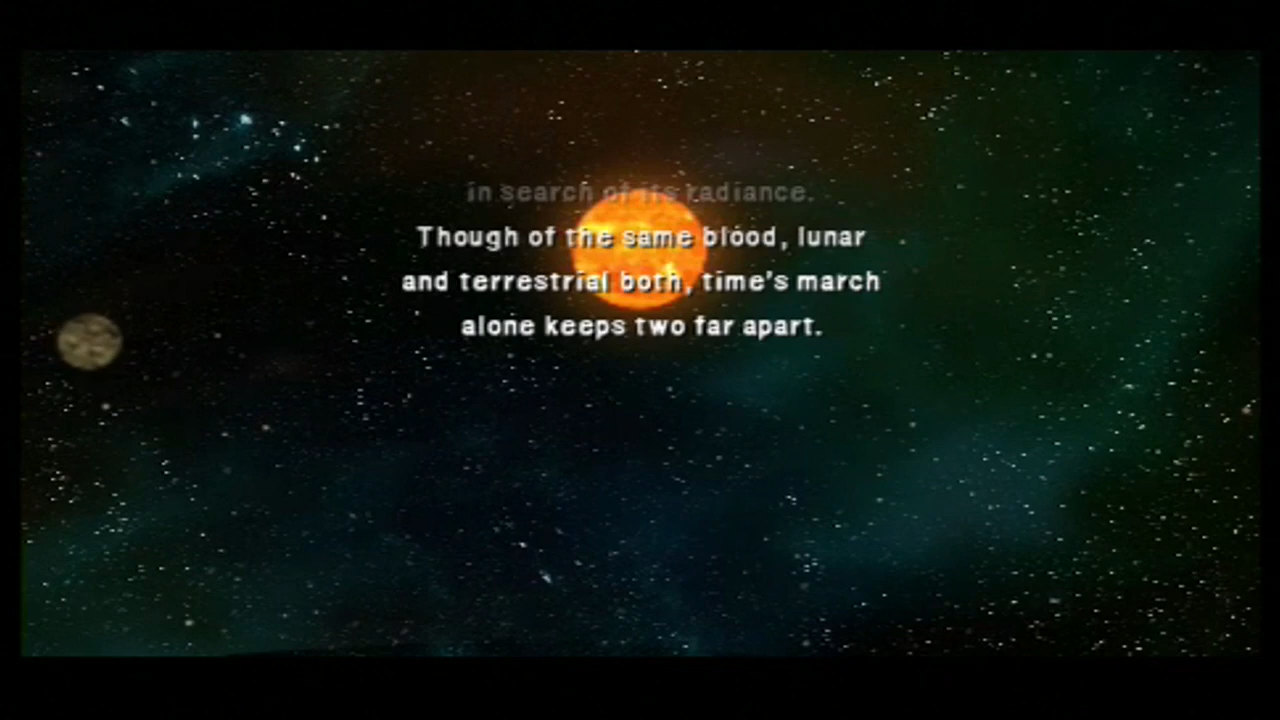 in search of its radiance.
Though of the same blood, lunar
and terrestrial both, time's march
alone keeps two far apart.